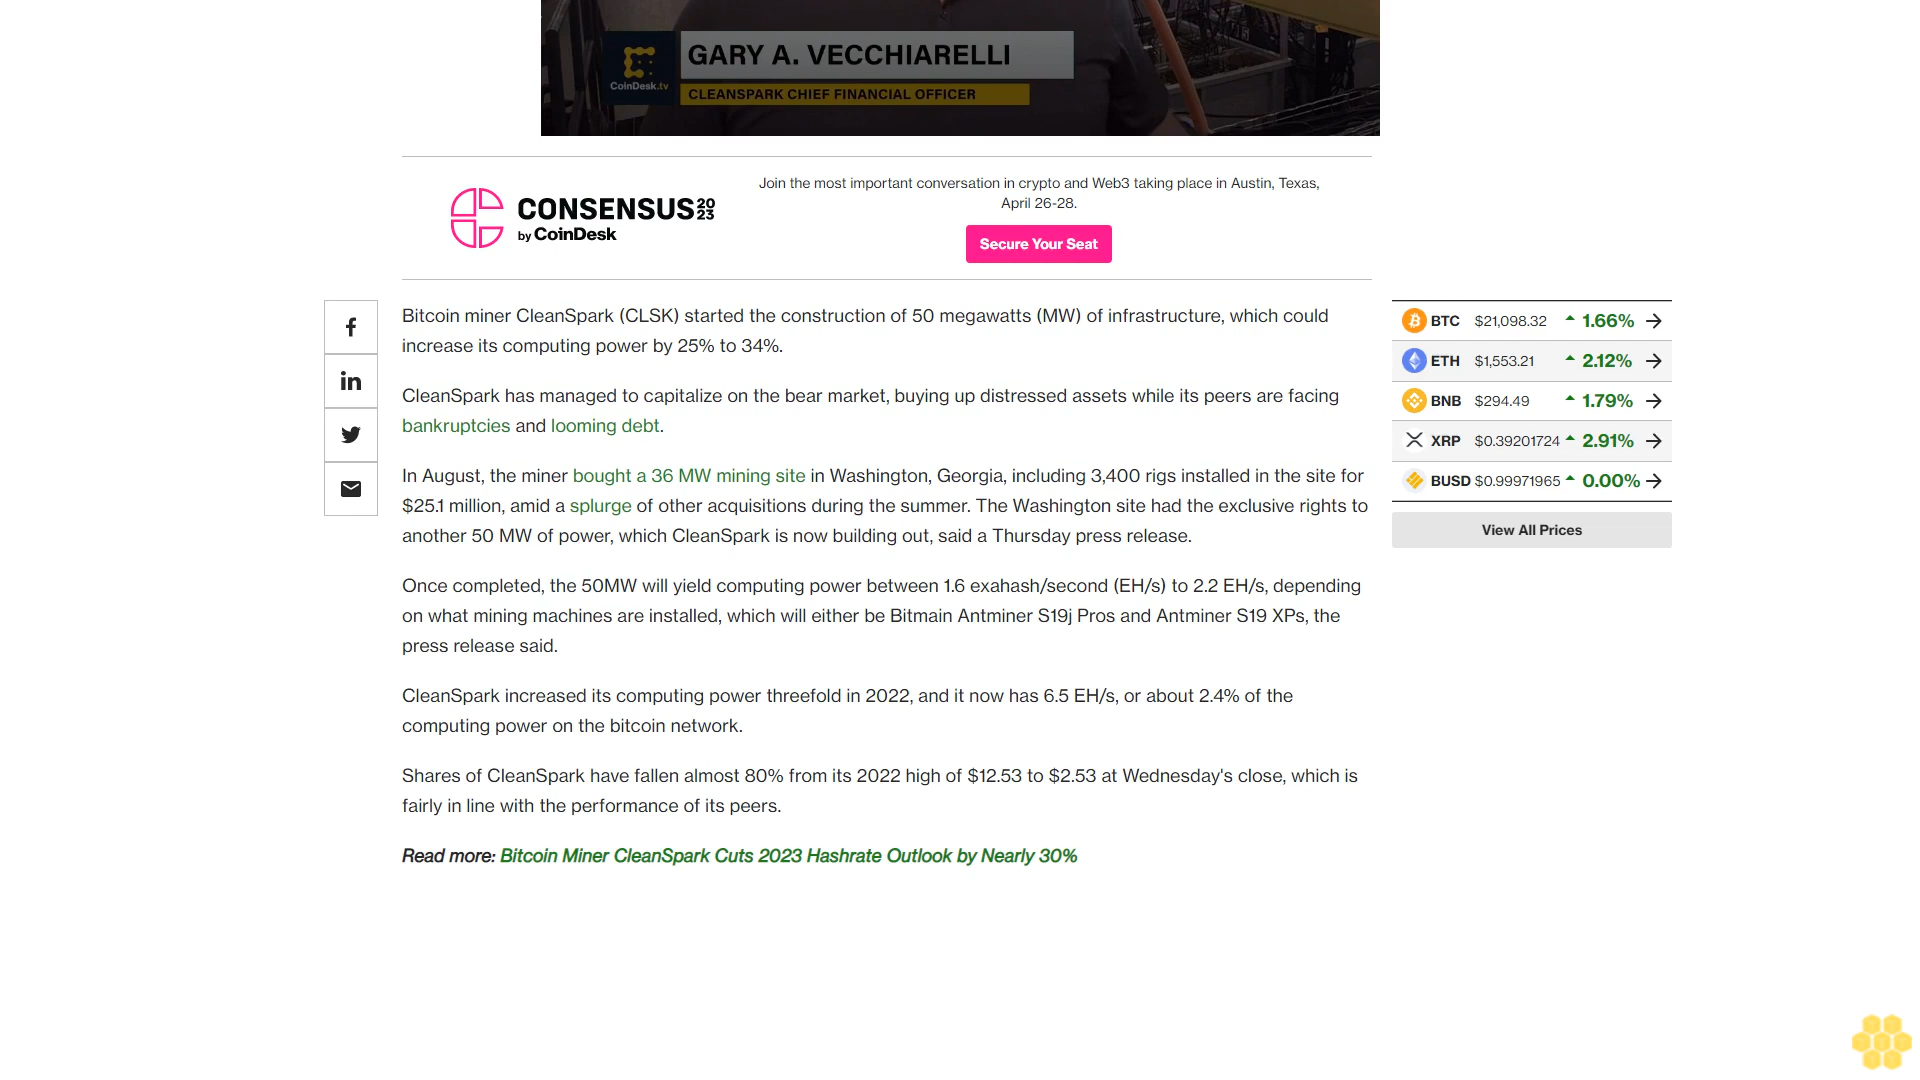 GARY A. VECCHIARELLI
CoinDesk.tv
CLEANSPARK CHIEF FINANCIAL OFFICER
CONSENSUS 2023
by CoinDesk
Join the most important conversation in crypto and Web3 taking place in Austin, Texas,
April 26-28.
Secure Your Seat
Bitcoin miner CleanSpark (CLSK) started the construction of 50 megawatts (MW) of infrastructure, which could
increase its computing power by 25% to 34%.
CleanSpark has managed to capitalize on the bear market, buying up distressed assets while its peers are facing
bankruptcies and looming debt.
In August, the miner bought a 36 MW mining site in Washington, Georgia, including 3,400 rigs installed in the site for
$25.1 million, amid a splurge of other acquisitions during the summer. The Washington site had the exclusive rights to
another 50 MW of power, which CleanSpark is now building out, said a Thursday press release.
Once completed, the 50MW will yield computing power between 1.6 exahash/second (EH/s) to 2.2 EH/s, depending
on what mining machines are installed, which will either be Bitmain Antminer S19j Pros and Antminer S19 XPs, the
press release said.
CleanSpark increased its computing power threefold in 2022, and it now has 6.5 EH/s, or about 2.4% of the
computing power on the bitcoin network.
Shares of CleanSpark have fallen almost 80% from its 2022 high of $12.53 to $2.53 at Wednesday's close, which is
fairly in line with the performance of its peers.
Read more: Bitcoin Miner CleanSpark Cuts 2023 Hashrate Outlook by Nearly 30%
BTC $21,098.32 1.66%
ETH $1,553.21 2.12%
BNB $294.49 1.79%
XRP $0.39201724 2.91%
BUSD $0.99971965 0.00%
View All Prices